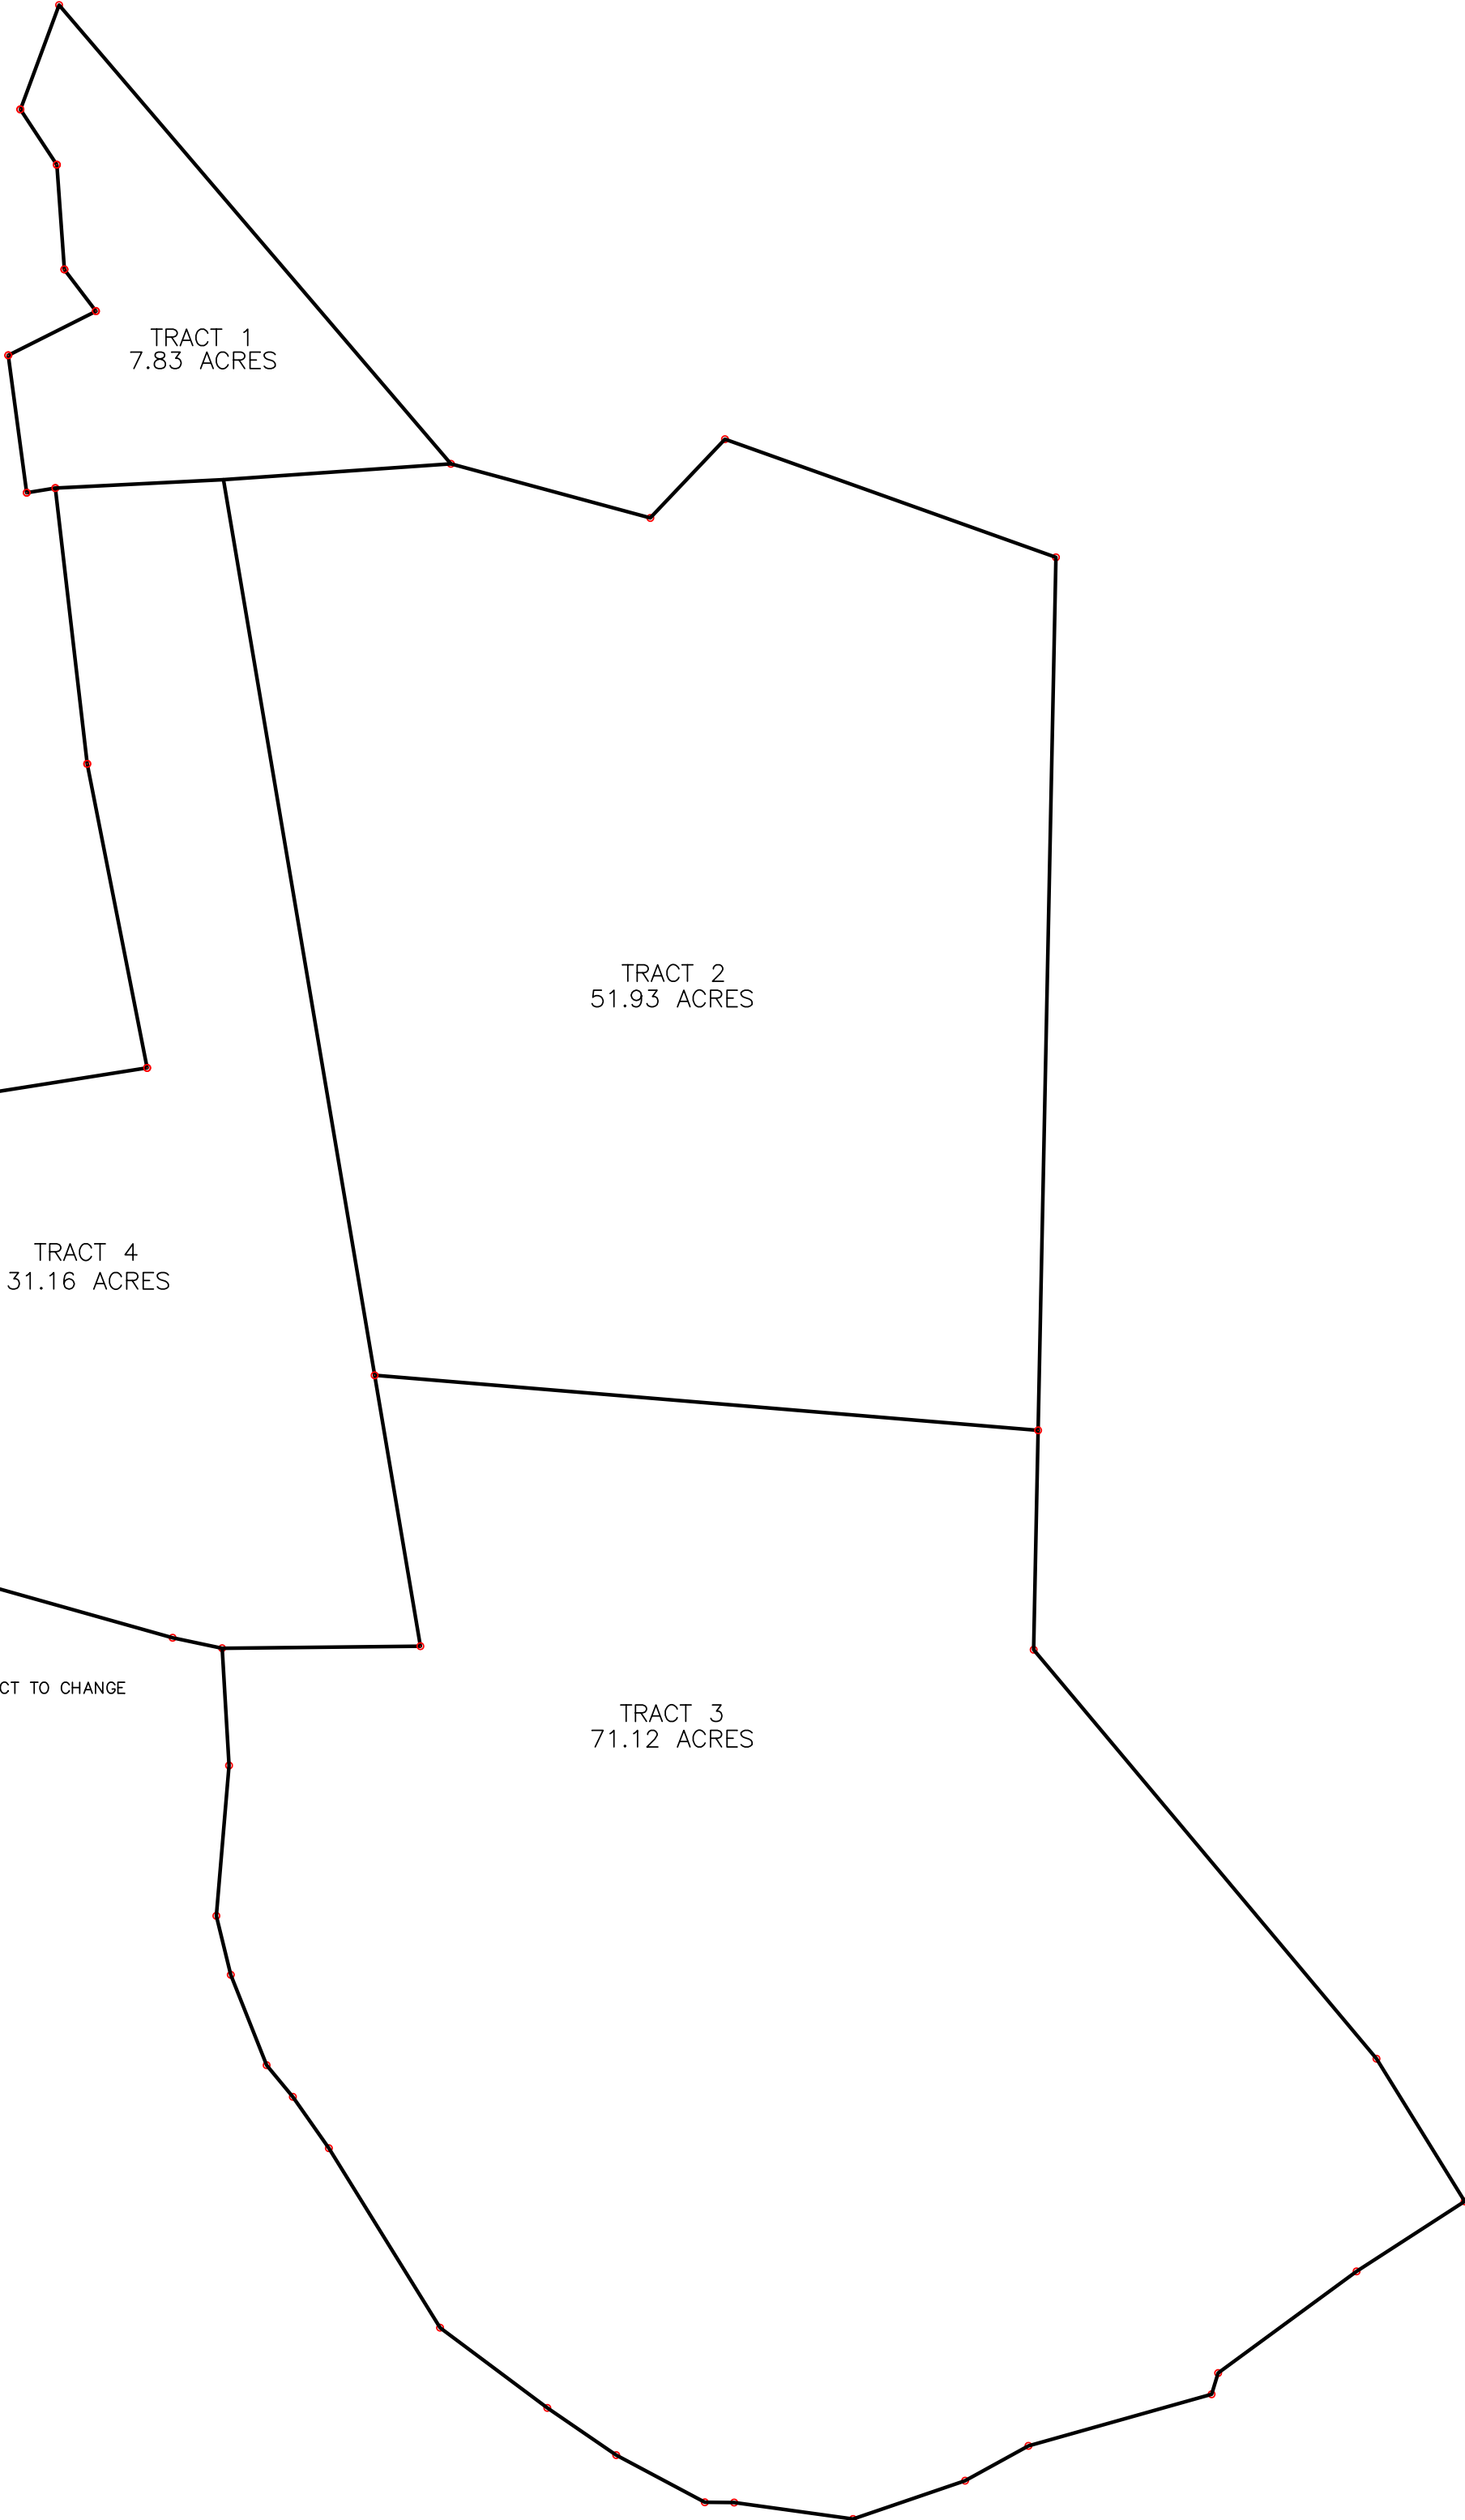 TRACT 1
7.83 ACRES
TRACT 2
51.93 ACRES
TRACT 4
31.16 ACRES
CT TO CHANGE
TRACT 3
71.12 ACRES